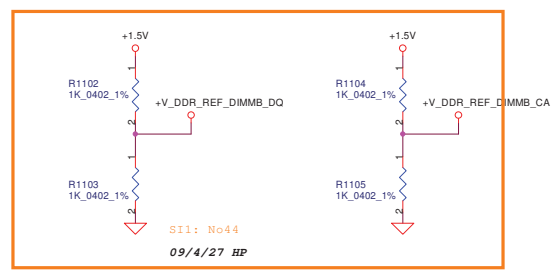 +1.5V
1
R1102
1K_0402_1%
2
+V_DDR_REF_DIMMB_DQ
1
R1103
1K_0402_1%
2
+1.5V
1
R1104
1K_0402_1%
2
+V_DDR_REF_DIMMB_CA
1
R1105
1K_0402_1%
2
SI1: No44
09/4/27 HP